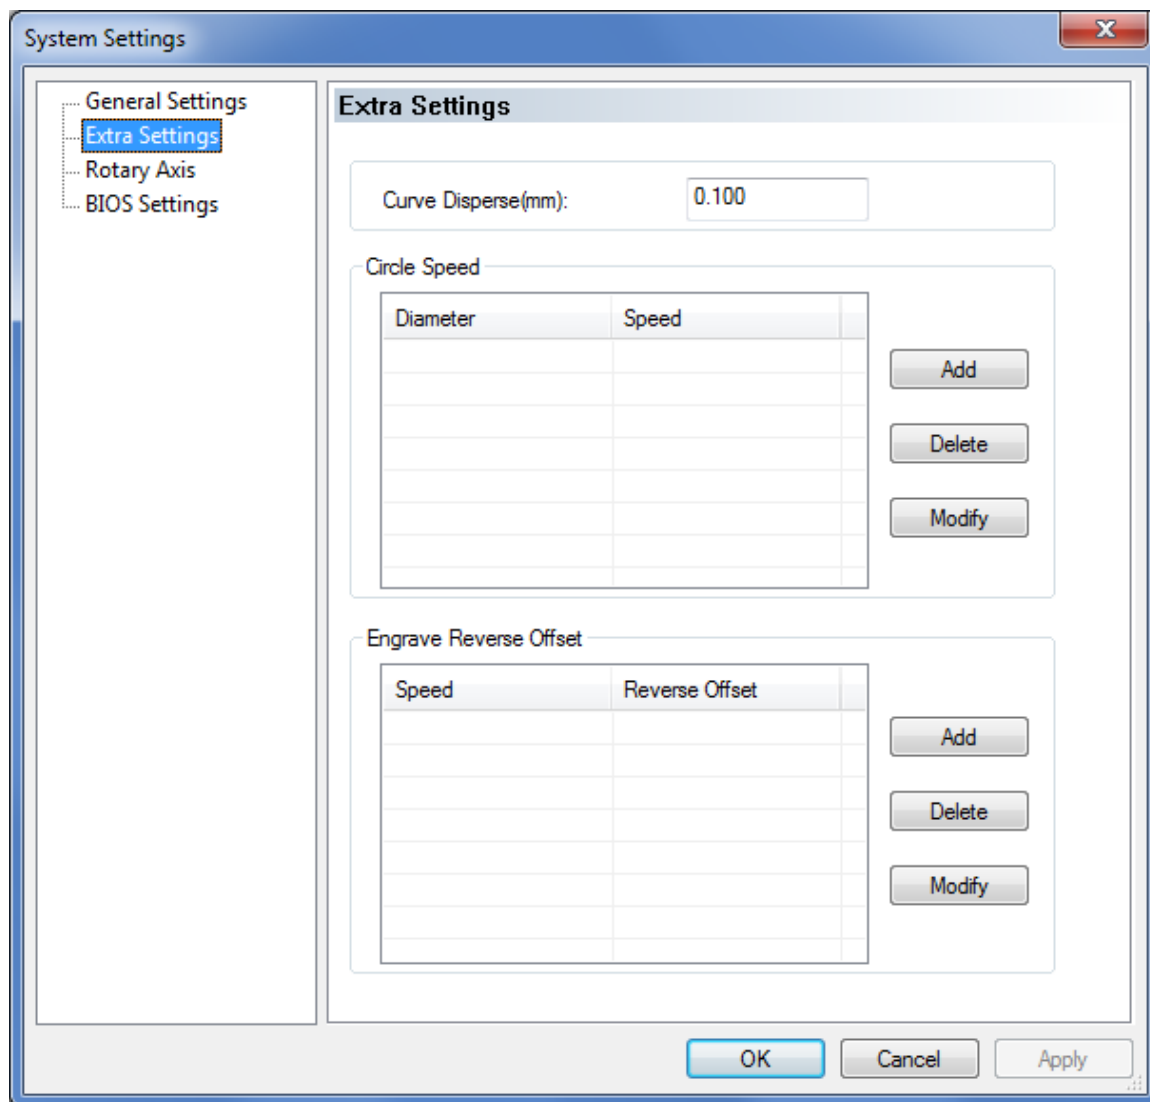 System Settings
General Settings
Extra Settings
Rotary Axis
BIOS Settings
Extra Settings
Curve Disperse(mm): 0.100
Circle Speed
Diameter Speed
Add
Delete
Modify
Engrave Reverse Offset
Speed Reverse Offset
Add
Delete
Modify
OK Cancel Apply